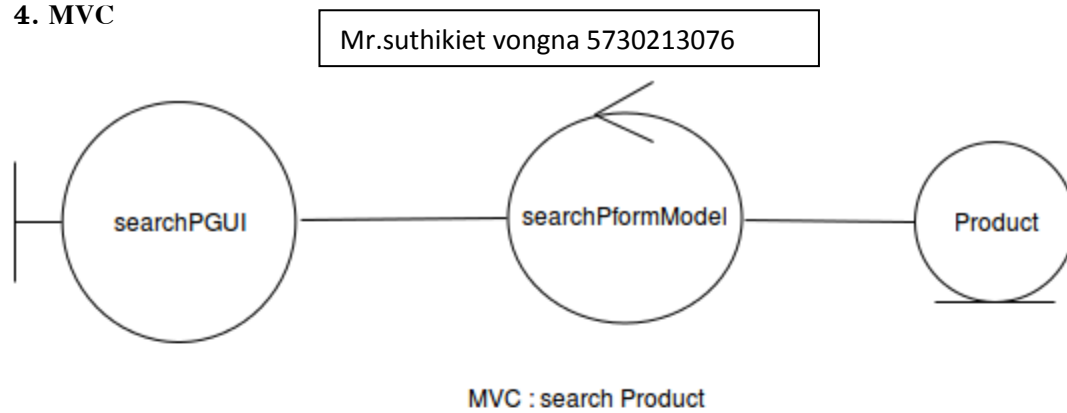 4. MVC
Mr.suthikiet vongna 5730213076
searchPGUI
searchPformModel
Product
MVC : search Product